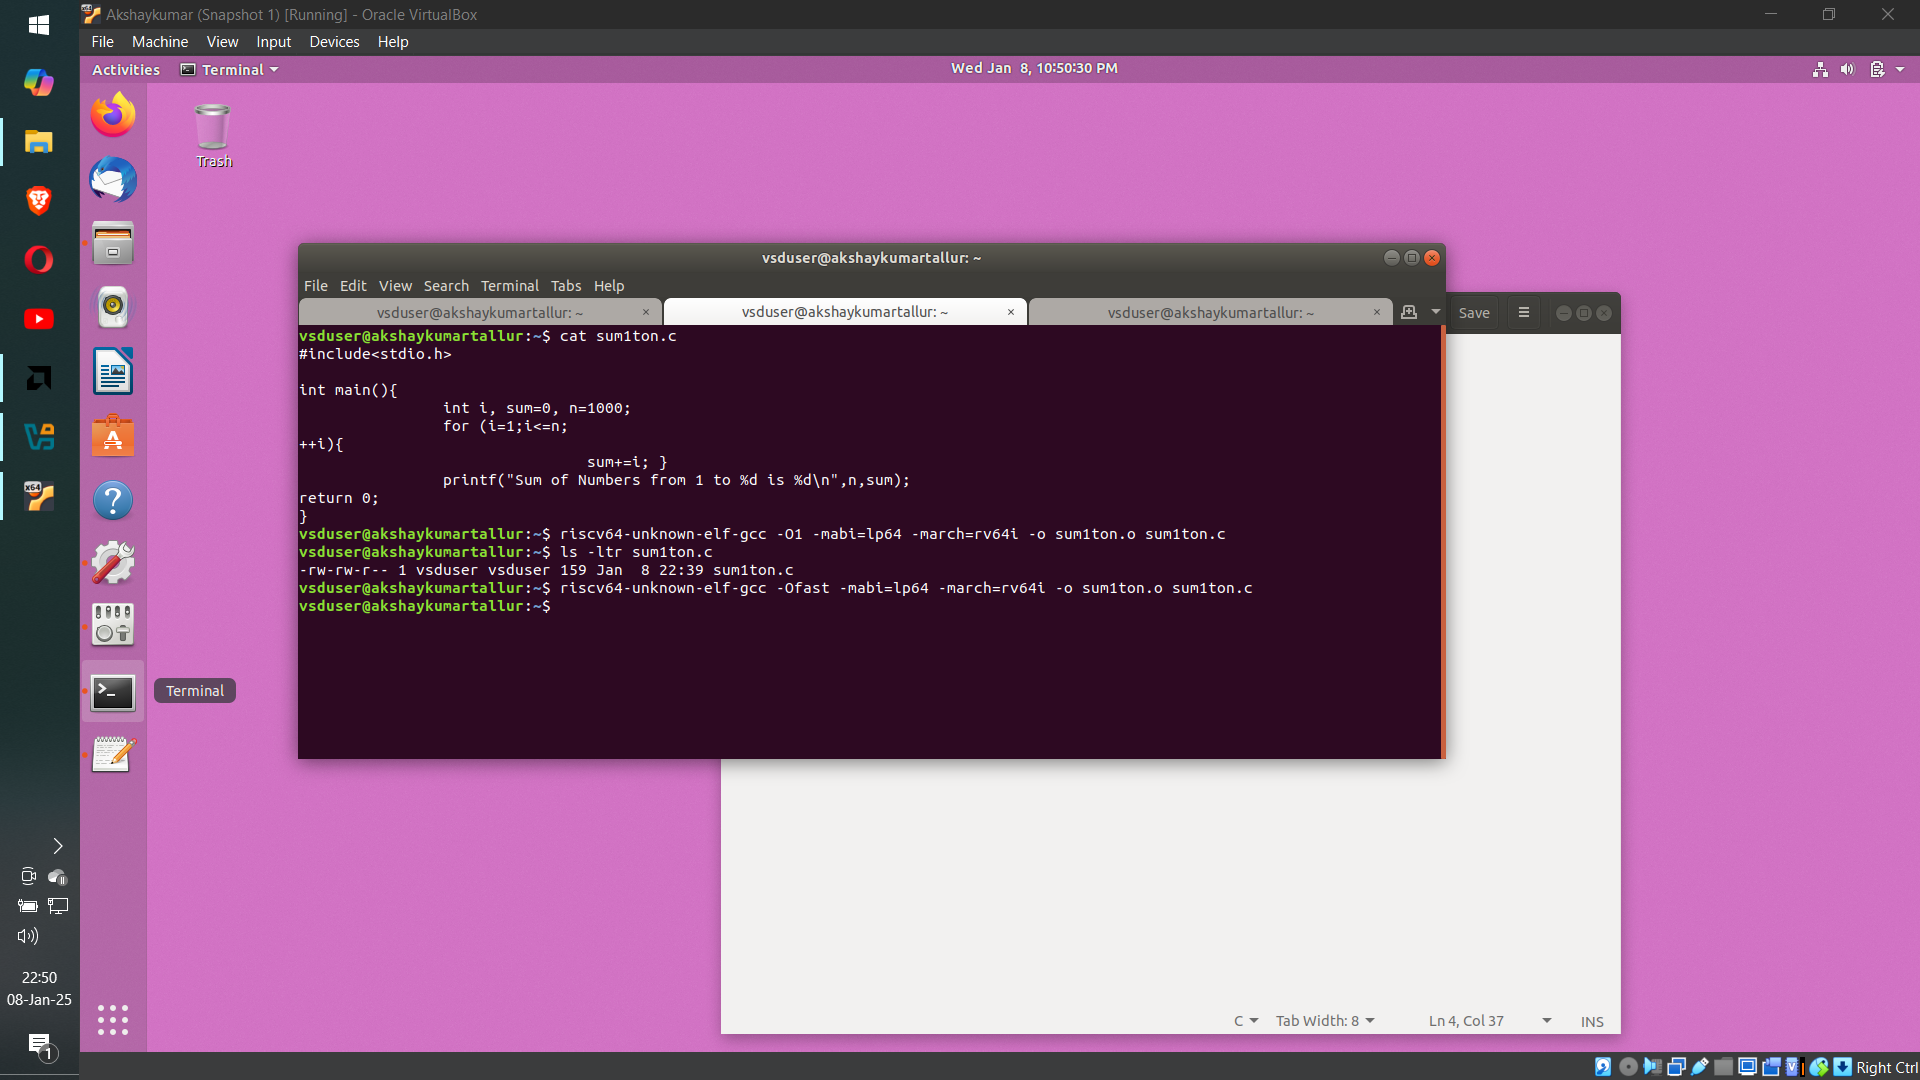 Akshaykumar (Snapshot 1) [Running] - Oracle VirtualBox
File Machine View Input Devices Help
Activities Terminal Wed Jan 8, 10:50:30 PM
Trash
vsduser@akshaykumartallur: ~
File Edit View Search Terminal Tabs Help
vsduser@akshaykumartallur: ~ × vsduser@akshaykumartallur: ~ × vsduser@akshaykumartallur: ~ ×
Save
vsduser@akshaykumartallur:~$ cat sum1ton.c
#include<stdio.h>
int main(){
int i, sum=0, n=1000;
for (i=1;i<=n;
++i){
sum+=i; }
printf("Sum of Numbers from 1 to %d is %d\n",n,sum);
return 0;
}
vsduser@akshaykumartallur:~$ riscv64-unknown-elf-gcc -O1 -mabi=lp64 -march=rv64i -o sum1ton.o sum1ton.c
vsduser@akshaykumartallur:~$ ls -ltr sum1ton.c
-rw-rw-r-- 1 vsduser vsduser 159 Jan  8 22:39 sum1ton.c
vsduser@akshaykumartallur:~$ riscv64-unknown-elf-gcc -Ofast -mabi=lp64 -march=rv64i -o sum1ton.o sum1ton.c
vsduser@akshaykumartallur:~$
x64
Terminal
C Tab Width: 8 Ln 4, Col 37 INS
22:50
08-Jan-25
1
Right Ctrl